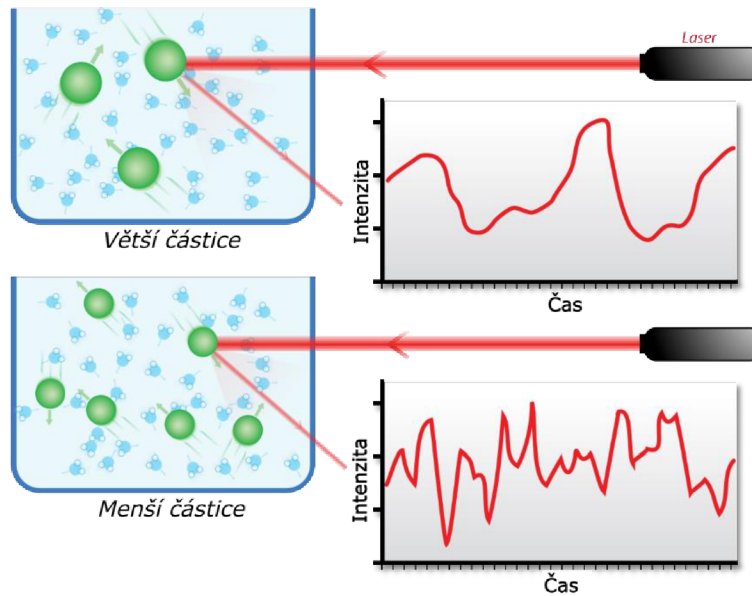 Laser
Intenzita
Čas
Větší částice
Intenzita
Čas
Menší částice